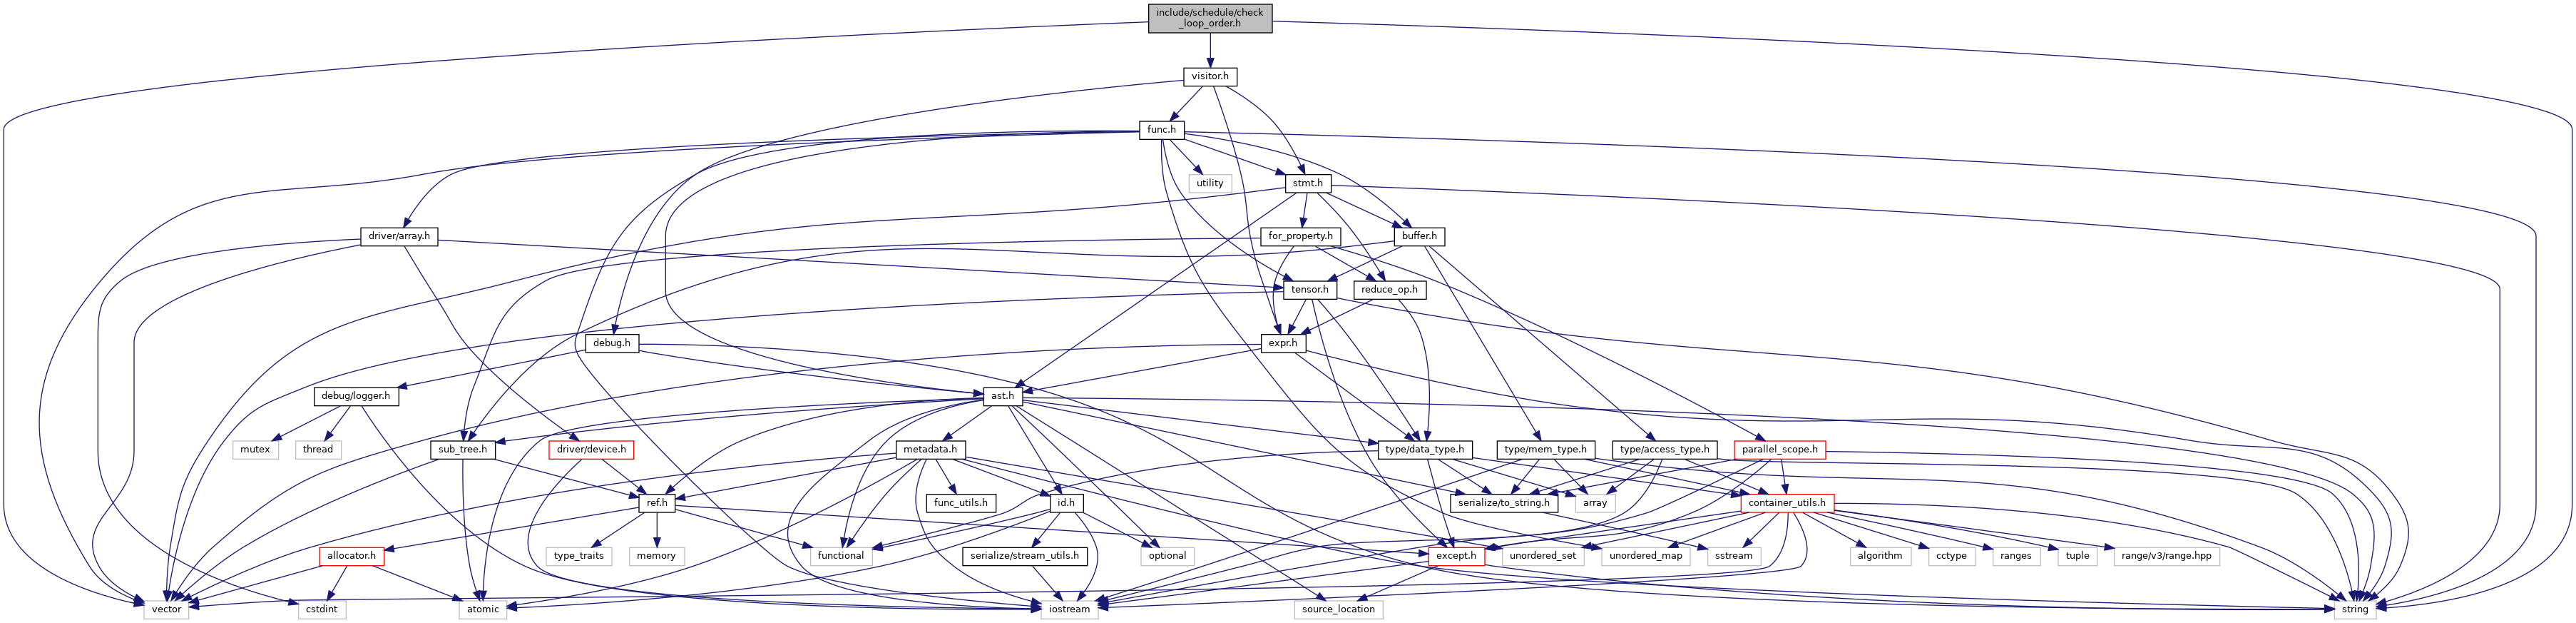 include/schedule/check
_loop_order.h
visitor.h
func.h
utility
stmt.h
driver/array.h
for_property.h
buffer.h
tensor.h
reduce_op.h
debug.h
expr.h
debug/logger.h
ast.h
mutex
thread
sub_tree.h
driver/device.h
metadata.h
type/data_type.h
type/mem_type.h
type/access_type.h
parallel_scope.h
ref.h
func_utils.h
id.h
serialize/to_string.h
array
container_utils.h
allocator.h
type_traits
memory
functional
serialize/stream_utils.h
optional
except.h
unordered_set
unordered_map
sstream
algorithm
cctype
ranges
tuple
range/v3/range.hpp
vector
cstdint
atomic
iostream
source_location
string